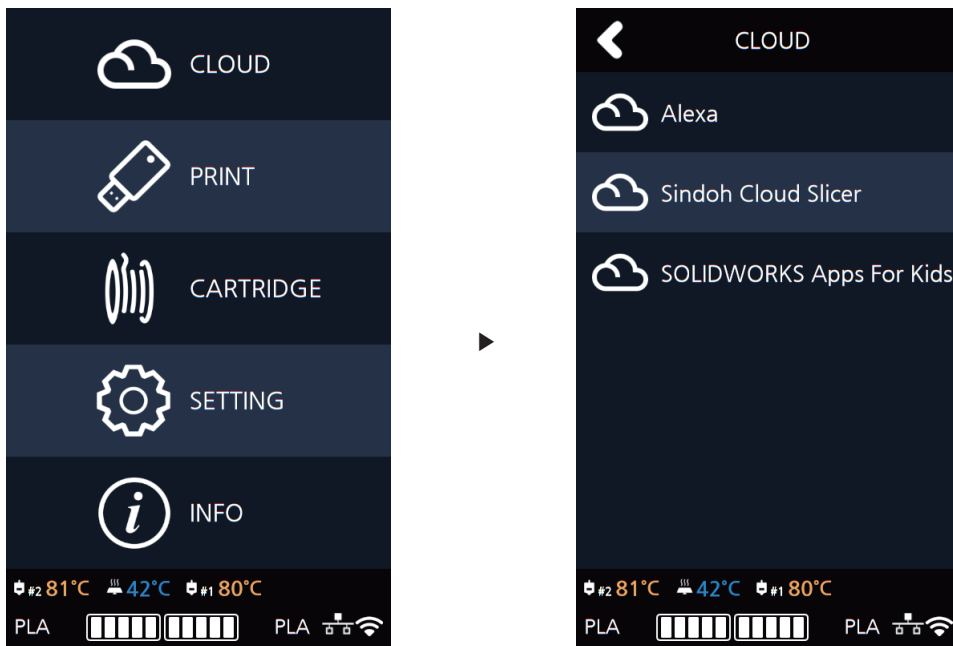 CLOUD
PRINT
CARTRIDGE
SETTING
INFO
#2 81°C 42°C #1 80°C
PLA PLA
CLOUD
Alexa
Sindoh Cloud Slicer
SOLIDWORKS Apps For Kids
#2 81°C 42°C #1 80°C
PLA PLA